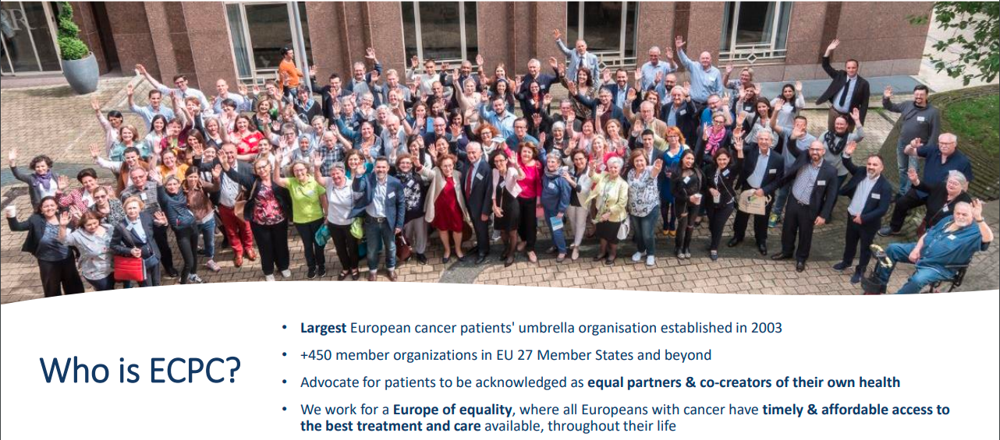 Who is ECPC?
• Largest European cancer patients' umbrella organisation established in 2003
• +450 member organizations in EU 27 Member States and beyond
• Advocate for patients to be acknowledged as equal partners & co-creators of their own health
• We work for a Europe of equality, where all Europeans with cancer have timely & affordable access to
the best treatment and care available, throughout their life